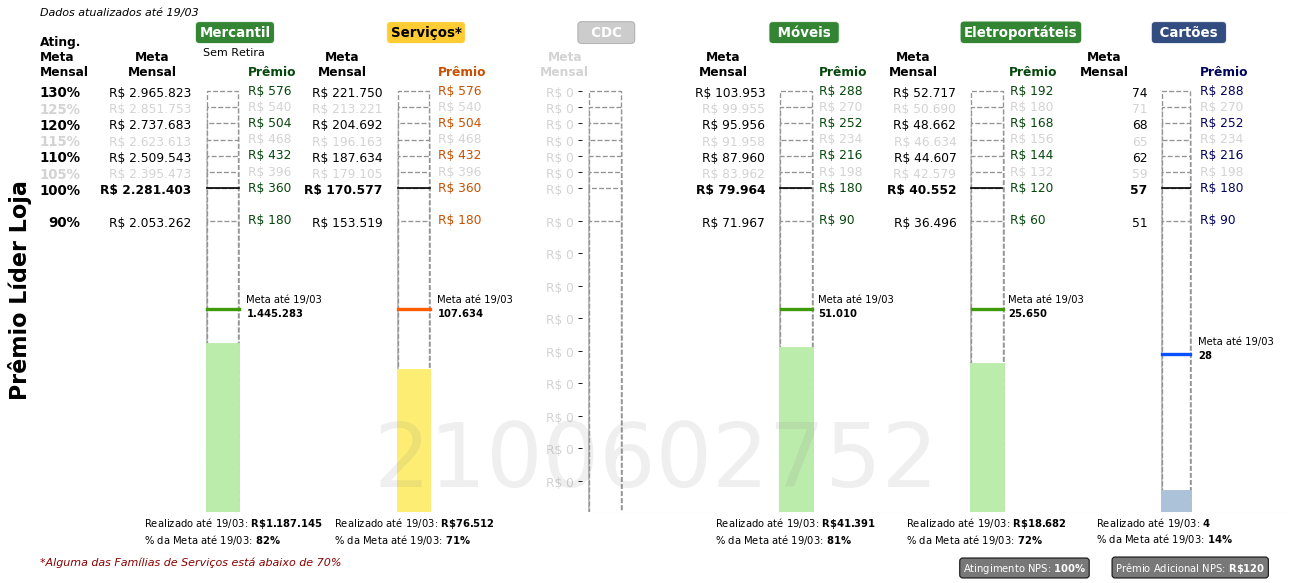 Dados atualizados até 19/03
Mercantil Serviços* CDC Móveis Eletroportáteis Cartões
Sem Retira
Ating. Meta Mensal Meta Mensal Prêmio Meta Mensal Prêmio Meta Mensal Meta Mensal Prêmio Meta Mensal Prêmio Meta Mensal Prêmio
130% R$ 2.965.823 R$ 576 R$ 221.750 R$ 576 R$ 0 R$ 103.953 R$ 288 R$ 52.717 R$ 192 74 R$ 288
125% R$ 2.851.753 R$ 540 R$ 213.221 R$ 540 R$ 0 R$ 99.955 R$ 270 R$ 50.690 R$ 180 71 R$ 270
120% R$ 2.737.683 R$ 504 R$ 204.692 R$ 504 R$ 0 R$ 95.956 R$ 252 R$ 48.662 R$ 168 68 R$ 252
115% R$ 2.623.613 R$ 468 R$ 196.163 R$ 468 R$ 0 R$ 91.958 R$ 234 R$ 46.634 R$ 156 65 R$ 234
110% R$ 2.509.543 R$ 432 R$ 187.634 R$ 432 R$ 0 R$ 87.960 R$ 216 R$ 44.607 R$ 144 62 R$ 216
105% R$ 2.395.473 R$ 396 R$ 179.105 R$ 396 R$ 0 R$ 83.962 R$ 198 R$ 42.579 R$ 132 59 R$ 198
100% R$ 2.281.403 R$ 360 R$ 170.577 R$ 360 R$ 0 R$ 79.964 R$ 180 R$ 40.552 R$ 120 57 R$ 180
90% R$ 2.053.262 R$ 180 R$ 153.519 R$ 180 R$ 0 R$ 71.967 R$ 90 R$ 36.496 R$ 60 51 R$ 90
R$ 0
R$ 0
R$ 0
R$ 0
R$ 0
R$ 0
R$ 0
R$ 0
Prêmio Líder Loja
Meta até 19/03 Meta até 19/03 Meta até 19/03 Meta até 19/03
1.445.283 107.634 51.010 25.650
Meta até 19/03
28
2100602752
Realizado até 19/03: R$1.187.145 Realizado até 19/03: R$76.512 Realizado até 19/03: R$41.391 Realizado até 19/03: R$18.682 Realizado até 19/03: 4
% da Meta até 19/03: 82% % da Meta até 19/03: 71% % da Meta até 19/03: 81% % da Meta até 19/03: 72% % da Meta até 19/03: 14%
*Alguma das Famílias de Serviços está abaixo de 70%
Atingimento NPS: 100% Prêmio Adicional NPS: R$120